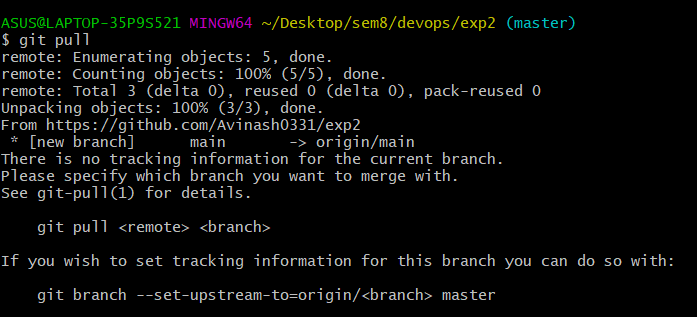 ASUS@LAPTOP-35P9S521 MINGW64 ~/Desktop/sem8/devops/exp2 (master)
$ git pull
remote: Enumerating objects: 5, done.
remote: Counting objects: 100% (5/5), done.
remote: Total 3 (delta 0), reused 0 (delta 0), pack-reused 0
Unpacking objects: 100% (3/3), done.
From https://github.com/Avinash0331/exp2
 * [new branch]      main       -> origin/main
There is no tracking information for the current branch.
Please specify which branch you want to merge with.
See git-pull(1) for details.

    git pull <remote> <branch>

If you wish to set tracking information for this branch you can do so with:

    git branch --set-upstream-to=origin/<branch> master